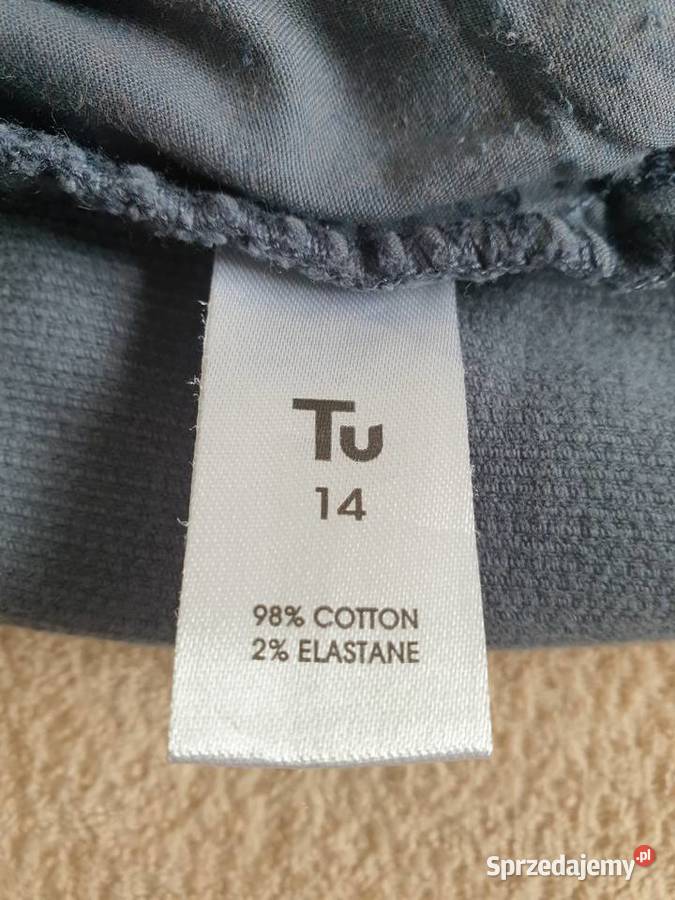 Tu
14
98% COTTON
2% ELASTANE
Sprzedajemy.pl